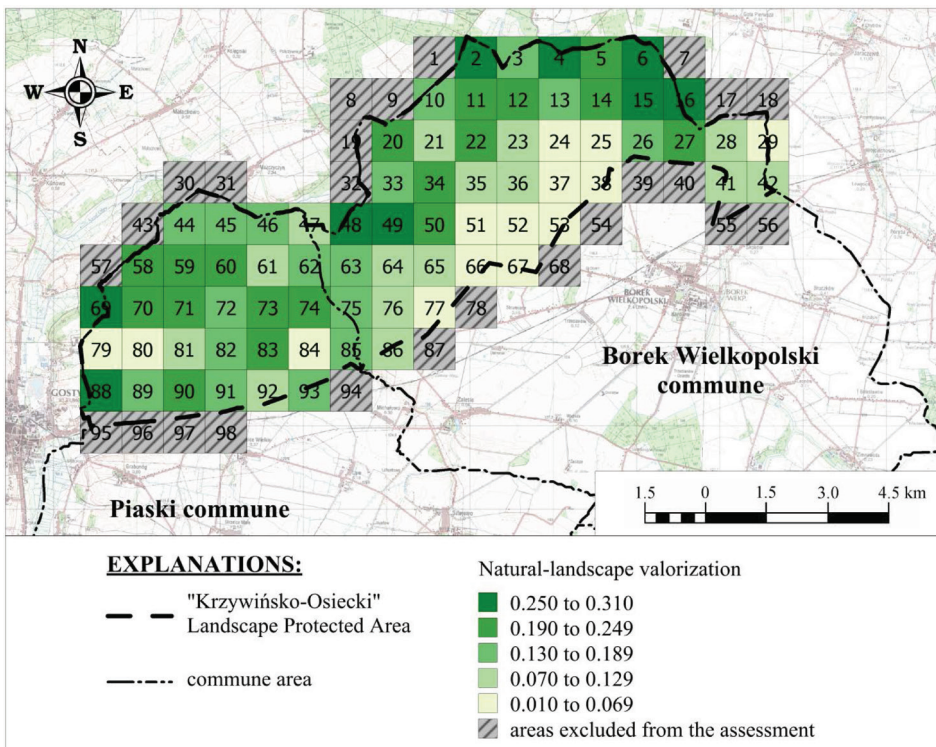 N
W E
S
1 2 3 4 5 6 7
8 9 10 11 12 13 14 15 16 17 18
19 20 21 22 23 24 25 26 27 28 29
30 31 32 33 34 35 36 37 38 39 40 41 42
43 44 45 46 47 48 49 50 51 52 53 54 55 56
57 58 59 60 61 62 63 64 65 66 67 68
69 70 71 72 73 74 75 76 77 78
BOREK
WIELKOPOLSKI
79 80 81 82 83 84 85 86 87
Borek Wielkopolski
commune
88 89 90 91 92 93 94
GOSTY
95 96 97 98
Piaski commune
1.5 0 1.5 3.0 4.5 km
EXPLANATIONS:
"Krzywińsko-Osiecki"
Landscape Protected Area
commune area
Natural-landscape valorization
0.250 to 0.310
0.190 to 0.249
0.130 to 0.189
0.070 to 0.129
0.010 to 0.069
areas excluded from the assessment